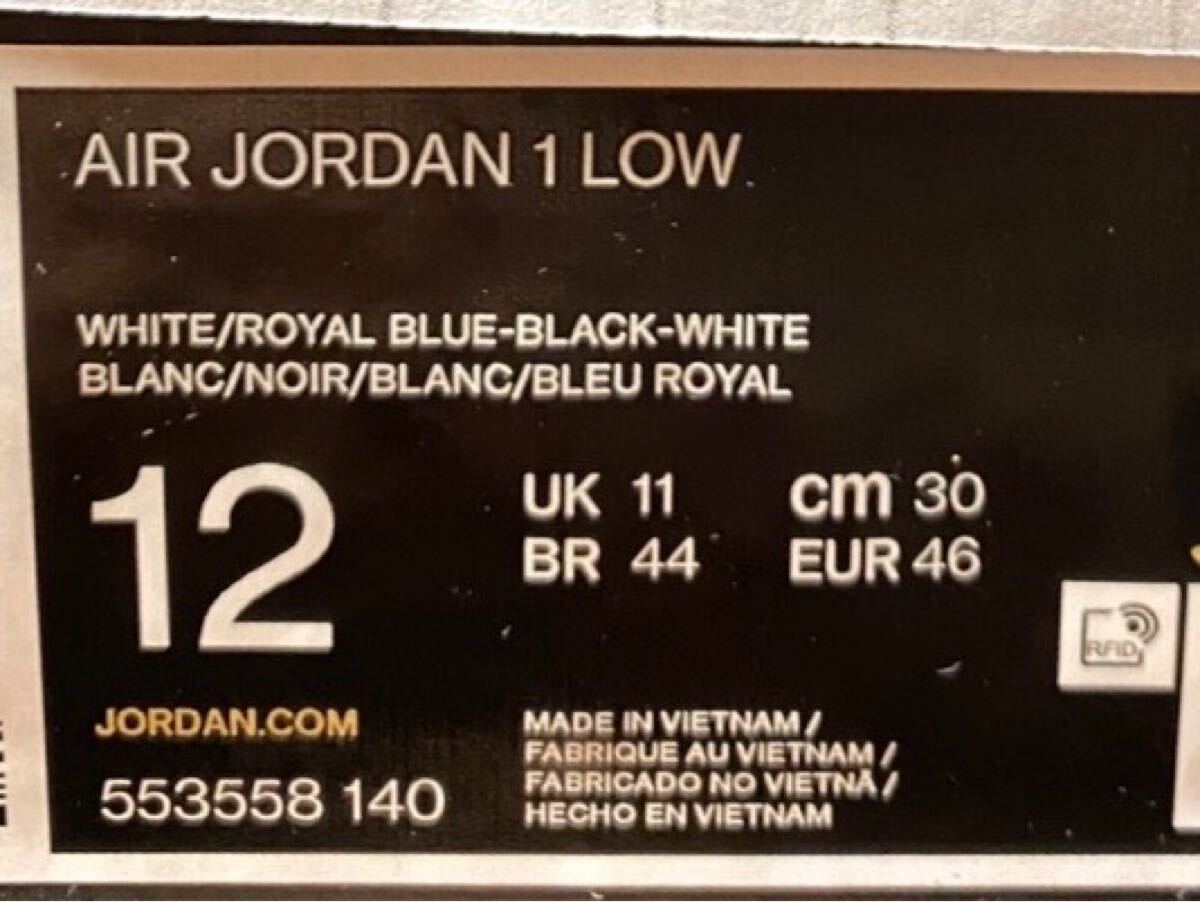 AIR JORDAN 1 LOW
WHITE/ROYAL BLUE-BLACK-WHITE
BLANC/NOIR/BLANC/BLEU ROYAL
12
UK 11 cm 30
BR 44 EUR 46
RFID
JORDAN.COM
553558 140
MADE IN VIETNAM /
FABRIQUE AU VIETNAM /
FABRICADO NO VIETNÃ /
HECHO EN VIETNAM